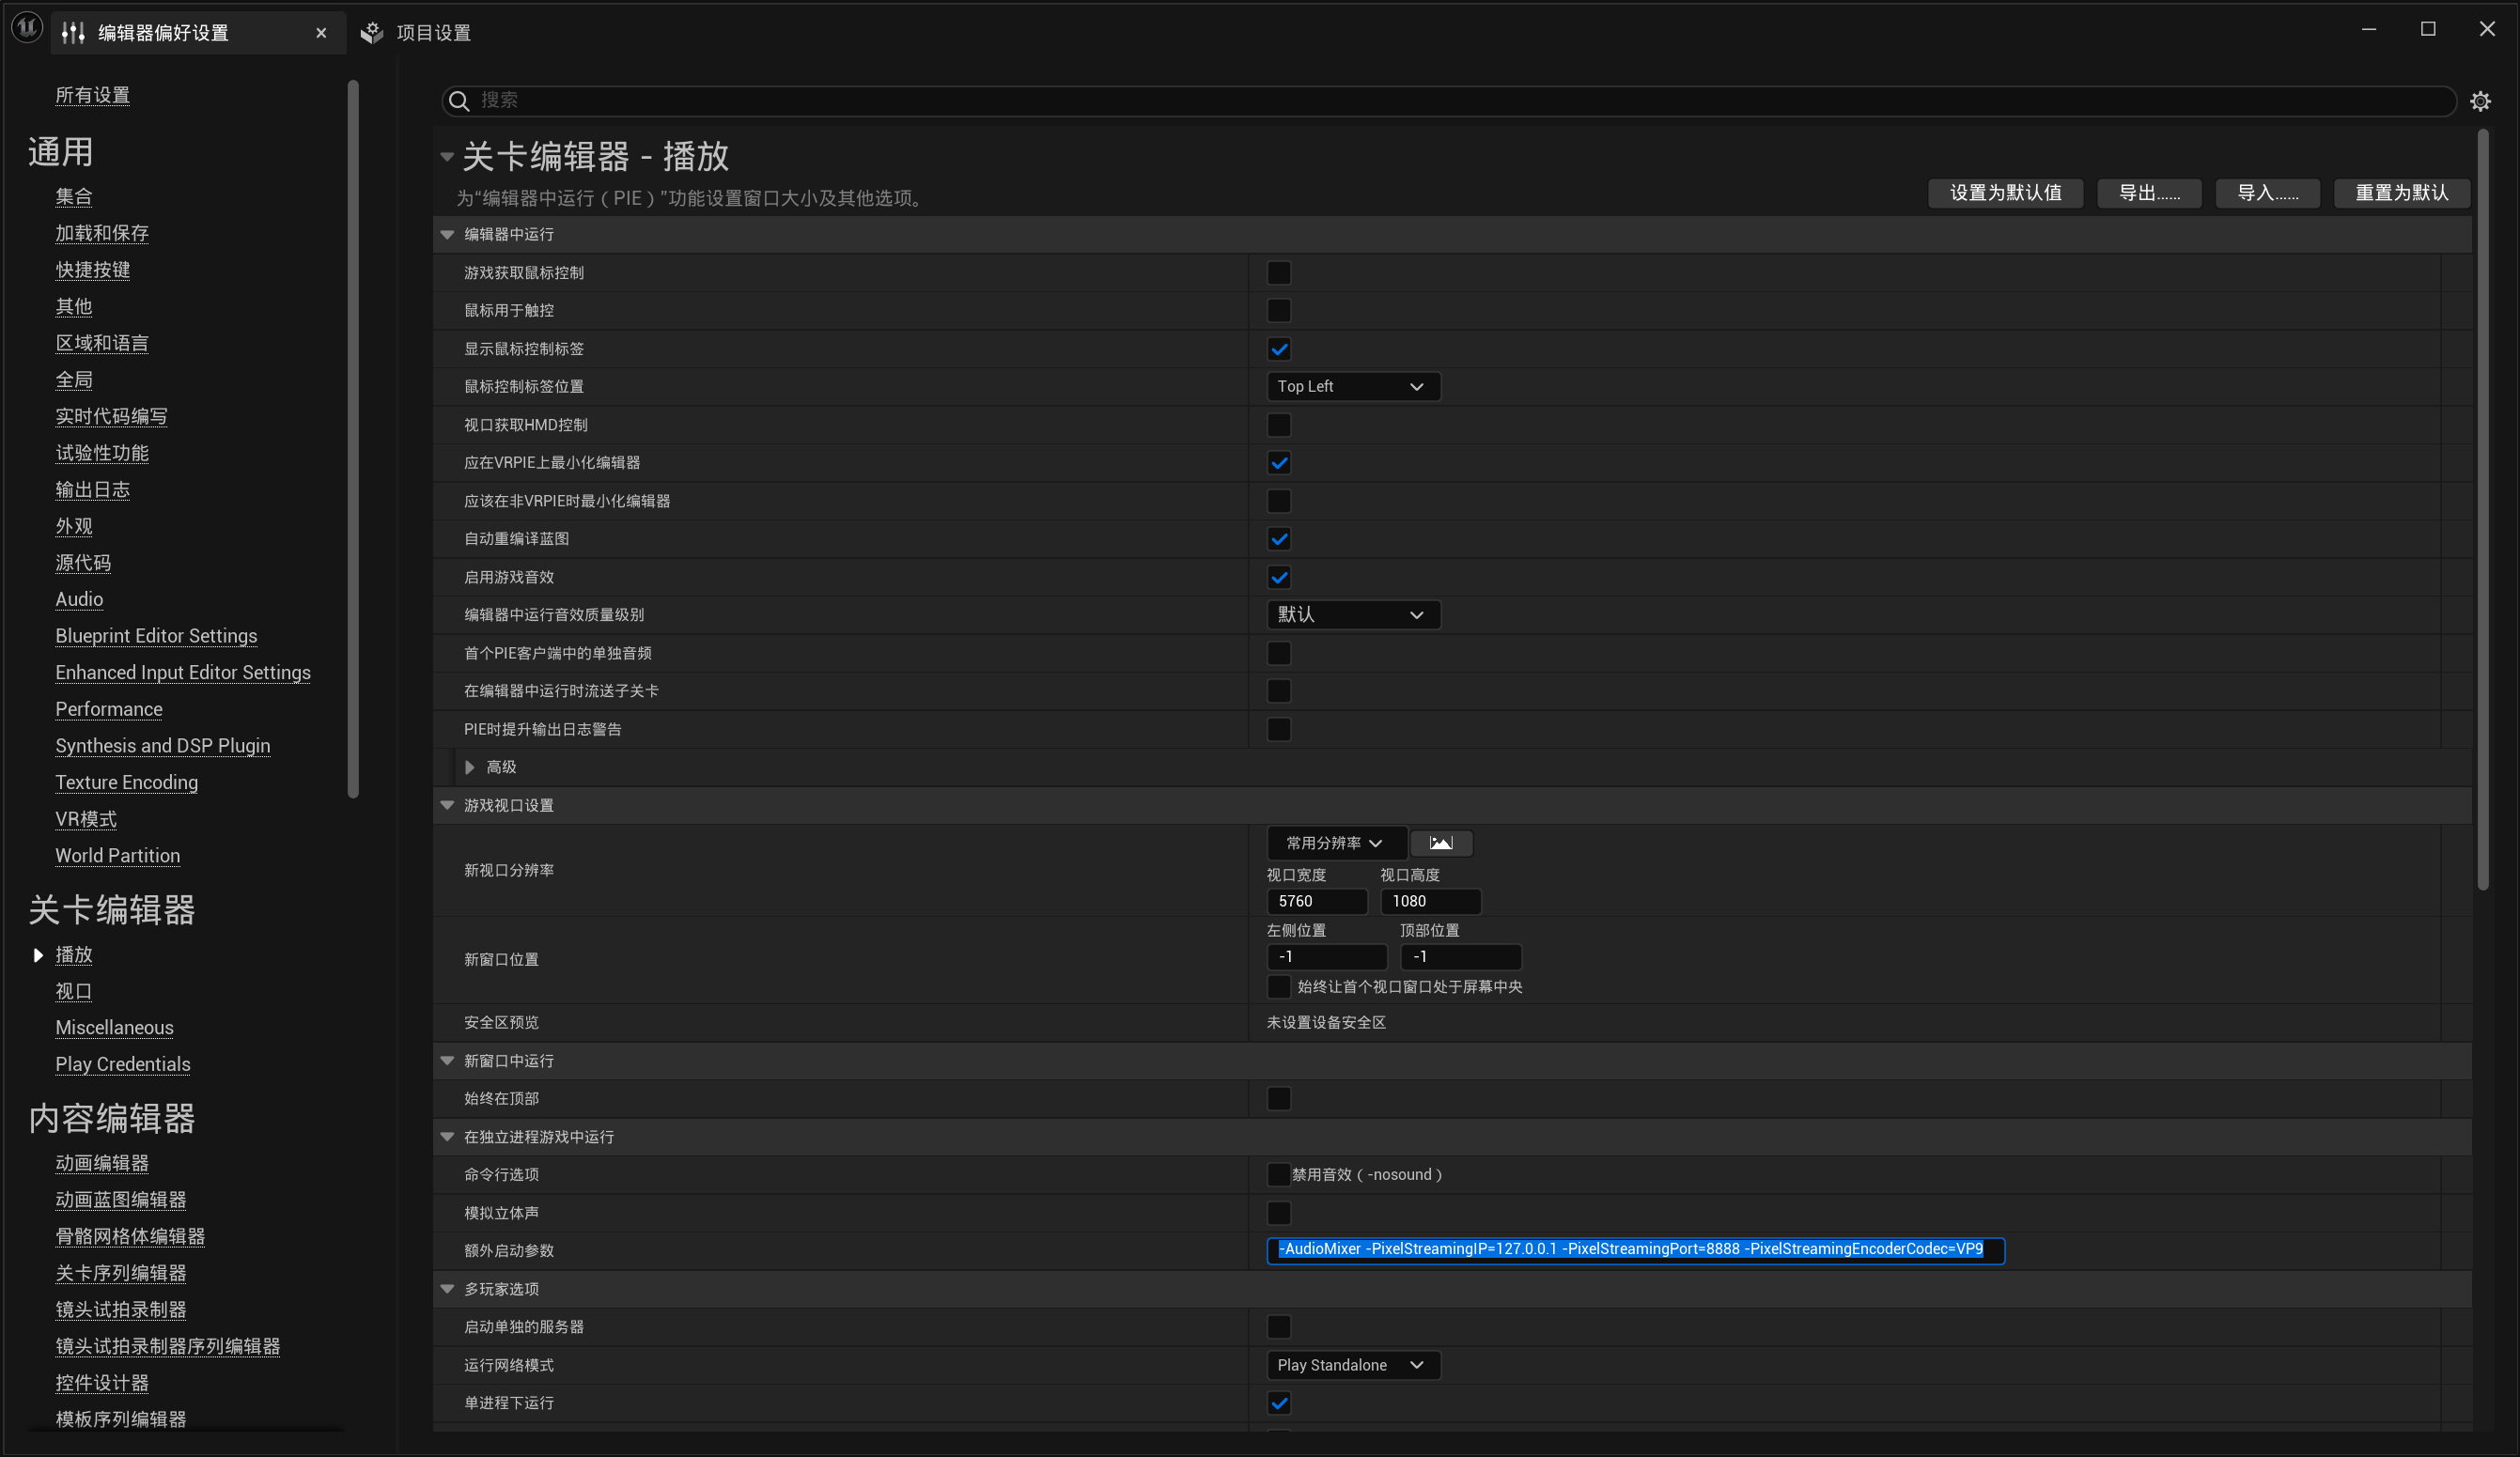 编辑器偏好设置
项目设置
所有设置
通用
集合
加载和保存
快捷按键
其他
区域和语言
全局
实时代码编写
试验性功能
输出日志
外观
源代码
Audio
Blueprint Editor Settings
Enhanced Input Editor Settings
Performance
Synthesis and DSP Plugin
Texture Encoding
VR模式
World Partition
关卡编辑器
播放
视口
Miscellaneous
Play Credentials
内容编辑器
动画编辑器
动画蓝图编辑器
骨骼网格体编辑器
关卡序列编辑器
镜头试拍录制器
镜头试拍录制器序列编辑器
控件设计器
模板序列编辑器
搜索
关卡编辑器 - 播放
为“编辑器中运行（PIE）”功能设置窗口大小及其他选项。
设置为默认值 导出...... 导入...... 重置为默认
编辑器中运行
游戏获取鼠标控制
鼠标用于触控
显示鼠标控制标签
鼠标控制标签位置 Top Left
视口获取HMD控制
应在VRPIE上最小化编辑器
应该在非VRPIE时最小化编辑器
自动重编译蓝图
启用游戏音效
编辑器中运行音效质量级别 默认
首个PIE客户端中的单独音频
在编辑器中运行时流送子关卡
PIE时提升输出日志警告
高级
游戏视口设置
新视口分辨率
常用分辨率
视口宽度 视口高度
5760 1080
新窗口位置
左侧位置 顶部位置
-1 -1
始终让首个视口窗口处于屏幕中央
安全区预览 未设置设备安全区
新窗口中运行
始终在顶部
在独立进程游戏中运行
命令行选项 禁用音效（-nosound）
模拟立体声
额外启动参数 -AudioMixer -PixelStreamingIP=127.0.0.1 -PixelStreamingPort=8888 -PixelStreamingEncoderCodec=VP9
多玩家选项
启动单独的服务器
运行网络模式 Play Standalone
单进程下运行